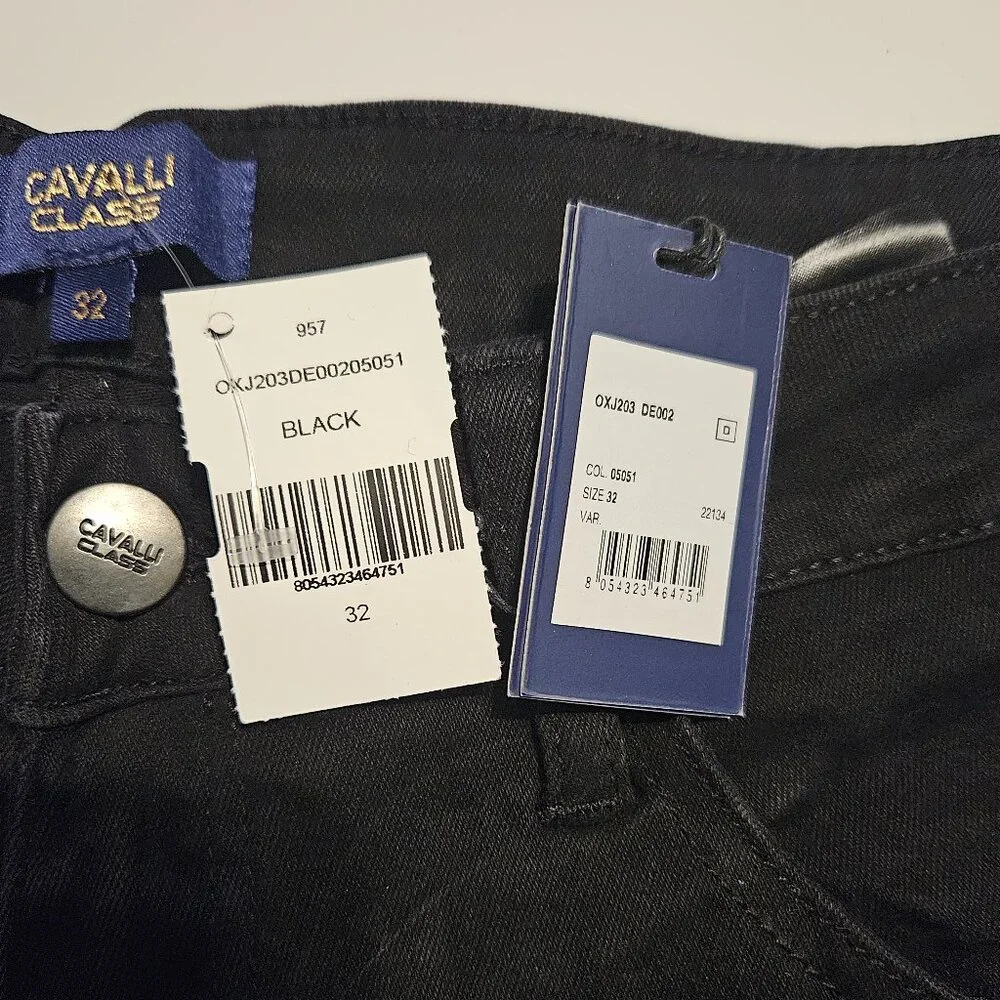 CAVALLI
CLASS
32
957
OXJ203DE00205051
BLACK
8054323464751
32
OXJ203 DE002
D
COL. 05051
SIZE 32
22134
VAR.
8 054323 464751
CAVALLI
CLASS